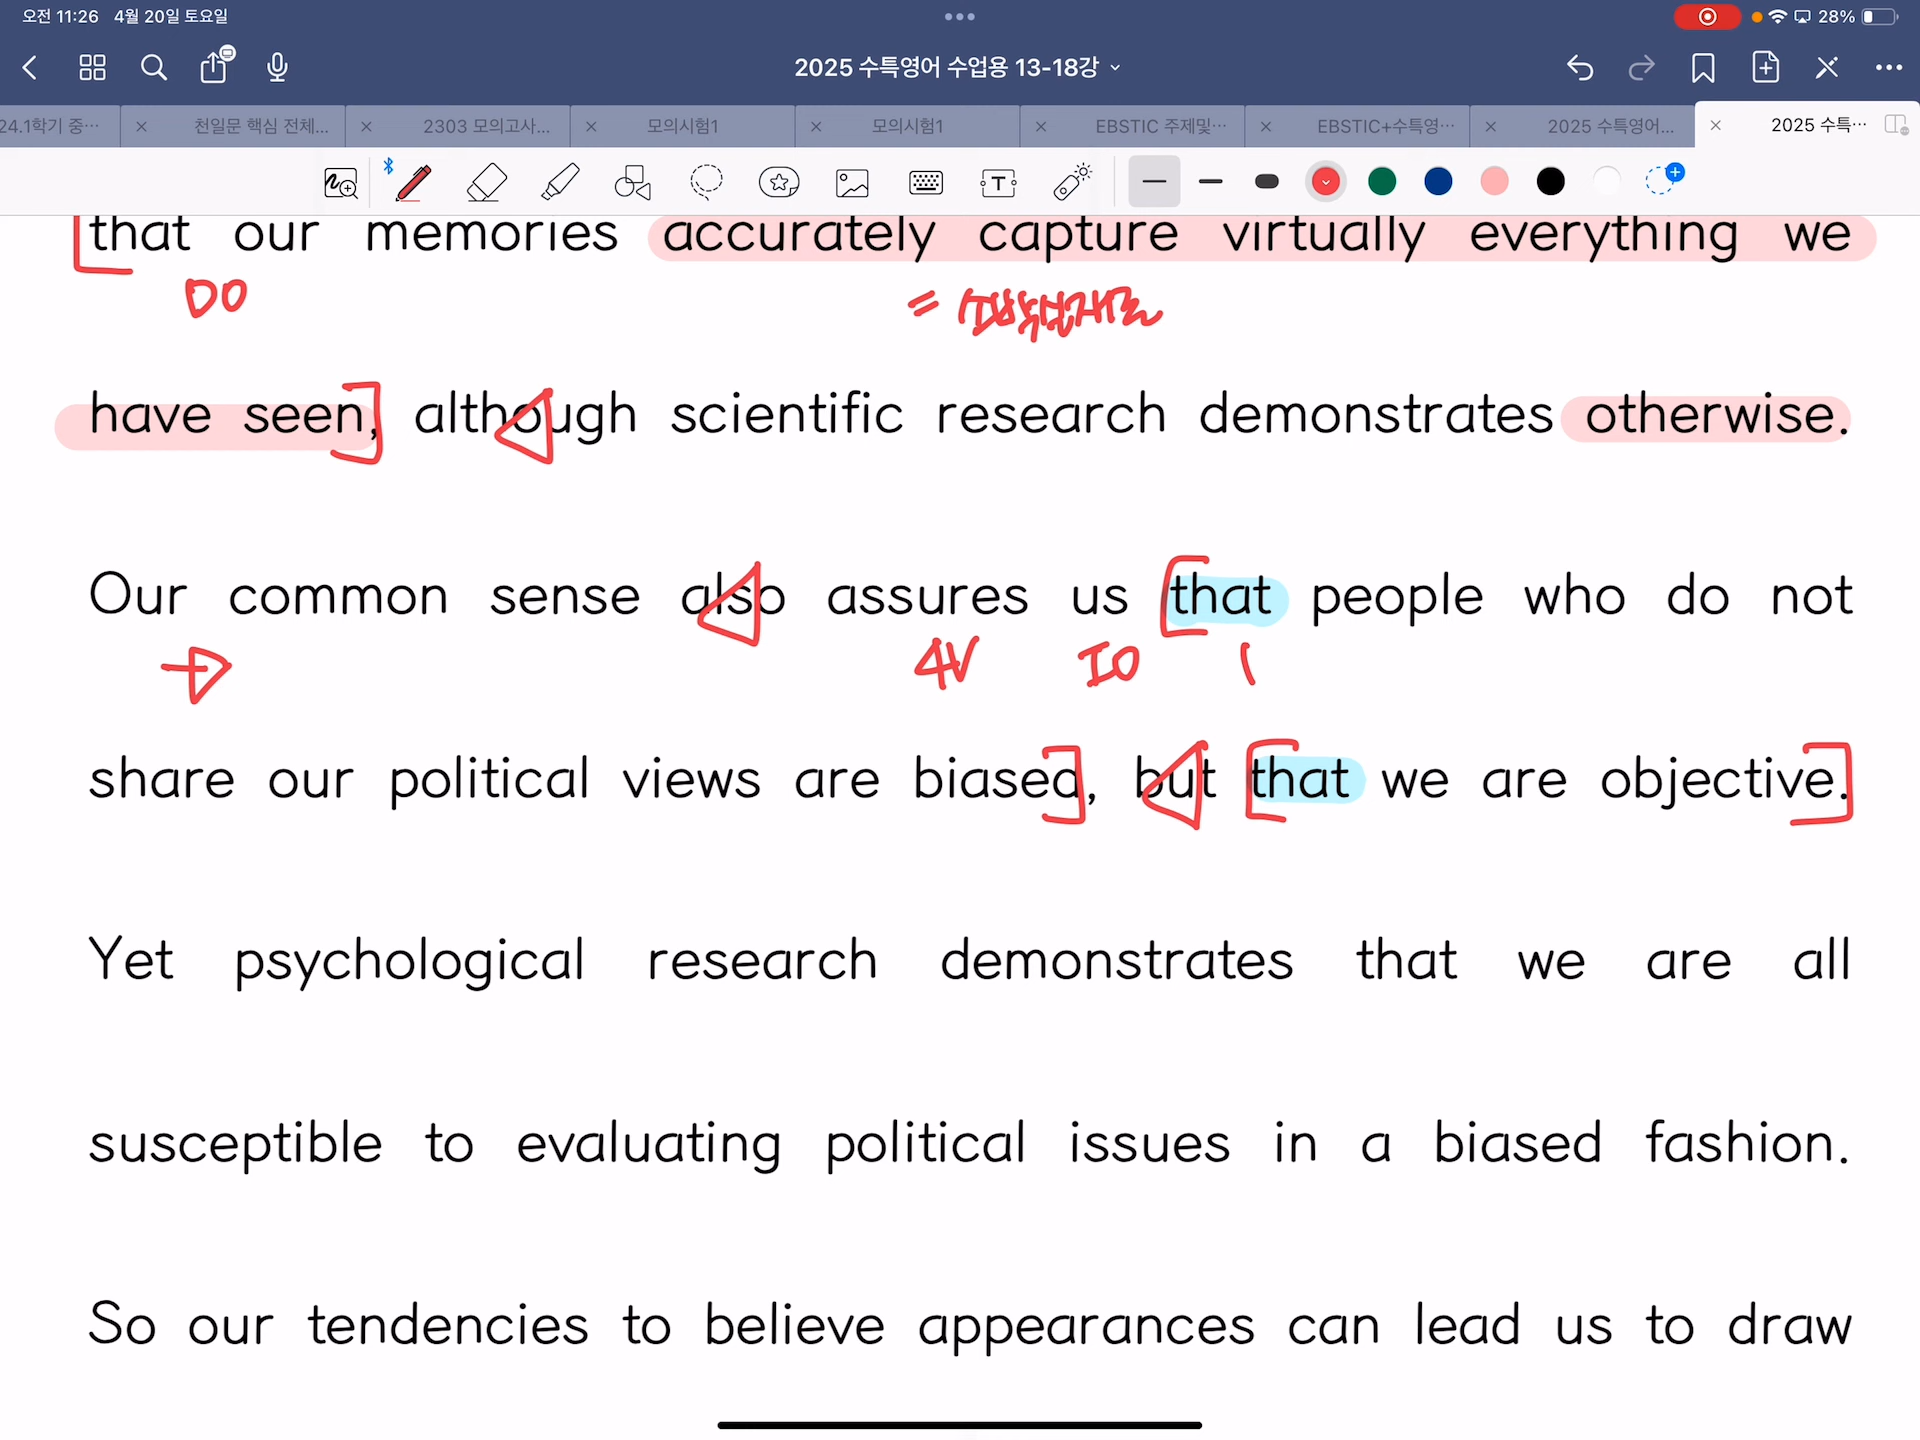 오전 11:26 4월 20일 토요일
28%
2025 수특영어 수업용 13-18강
24.1학기 중… 천일문 핵심 전체... 2303 모의고사... 모의시험1 모의시험1 EBSTIC 주제및… EBSTIC+수특영… 2025 수특영어... 2025 수특…
that our memories accurately capture virtually everything we
DO
=
have seen, although scientific research demonstrates otherwise.
Our common sense also assures us that people who do not
4V IO
share our political views are biased, but that we are objective.
Yet psychological research demonstrates that we are all
susceptible to evaluating political issues in a biased fashion.
So our tendencies to believe appearances can lead us to draw